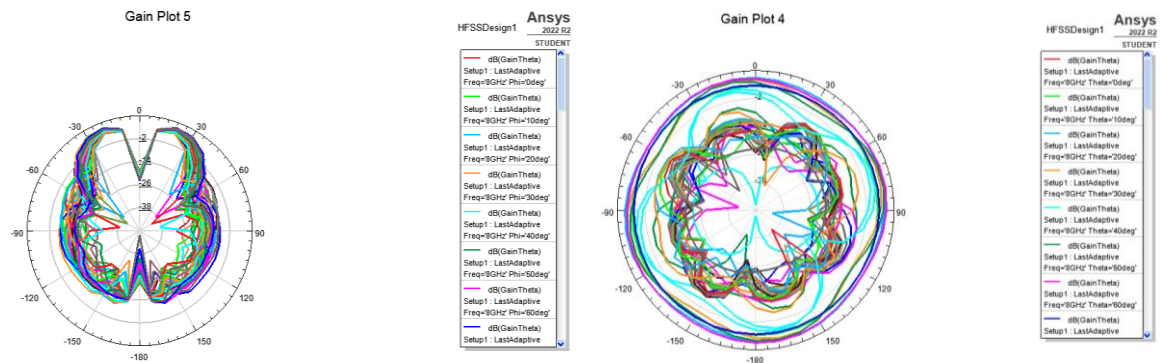 Gain Plot 5
HFSSDesign1
Ansys
2022 R2
STUDENT
dB(GainTheta)
Setup1 : LastAdaptive
Freq='8GHz' Phi='0deg'
dB(GainTheta)
Setup1 : LastAdaptive
Freq='8GHz' Phi='10deg'
dB(GainTheta)
Setup1 : LastAdaptive
Freq='8GHz' Phi='20deg'
dB(GainTheta)
Setup1 : LastAdaptive
Freq='8GHz' Phi='30deg'
dB(GainTheta)
Setup1 : LastAdaptive
Freq='8GHz' Phi='40deg'
dB(GainTheta)
Setup1 : LastAdaptive
Freq='8GHz' Phi='50deg'
dB(GainTheta)
Setup1 : LastAdaptive
Freq='8GHz' Phi='60deg'
dB(GainTheta)
Setup1 : LastAdaptive
0
-30
30
-2
-60
60
-26
-38
-90
90
-120
120
-150
150
-180
Gain Plot 4
HFSSDesign1
Ansys
2022 R2
STUDENT
dB(GainTheta)
Setup1 : LastAdaptive
Freq='8GHz' Theta='0deg'
dB(GainTheta)
Setup1 : LastAdaptive
Freq='8GHz' Theta='10deg'
dB(GainTheta)
Setup1 : LastAdaptive
Freq='8GHz' Theta='20deg'
dB(GainTheta)
Setup1 : LastAdaptive
Freq='8GHz' Theta='30deg'
dB(GainTheta)
Setup1 : LastAdaptive
Freq='8GHz' Theta='40deg'
dB(GainTheta)
Setup1 : LastAdaptive
Freq='8GHz' Theta='50deg'
dB(GainTheta)
Setup1 : LastAdaptive
Freq='8GHz' Theta='60deg'
dB(GainTheta)
Setup1 : LastAdaptive
0
-30
30
-2
-60
60
-90
90
-120
120
-150
150
-180